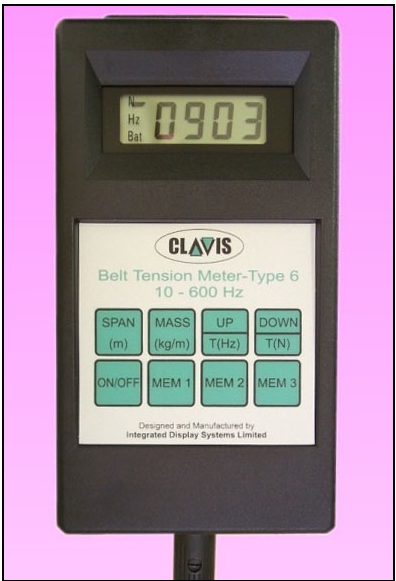 N
Hz
Bat
0903
CLAVIS
Belt Tension Meter-Type 6
10 - 600 Hz
SPAN MASS UP DOWN
(m) (kg/m) T(Hz) T(N)
ON/OFF MEM 1 MEM 2 MEM 3
Designed and Manufactured by
Integrated Display Systems Limited